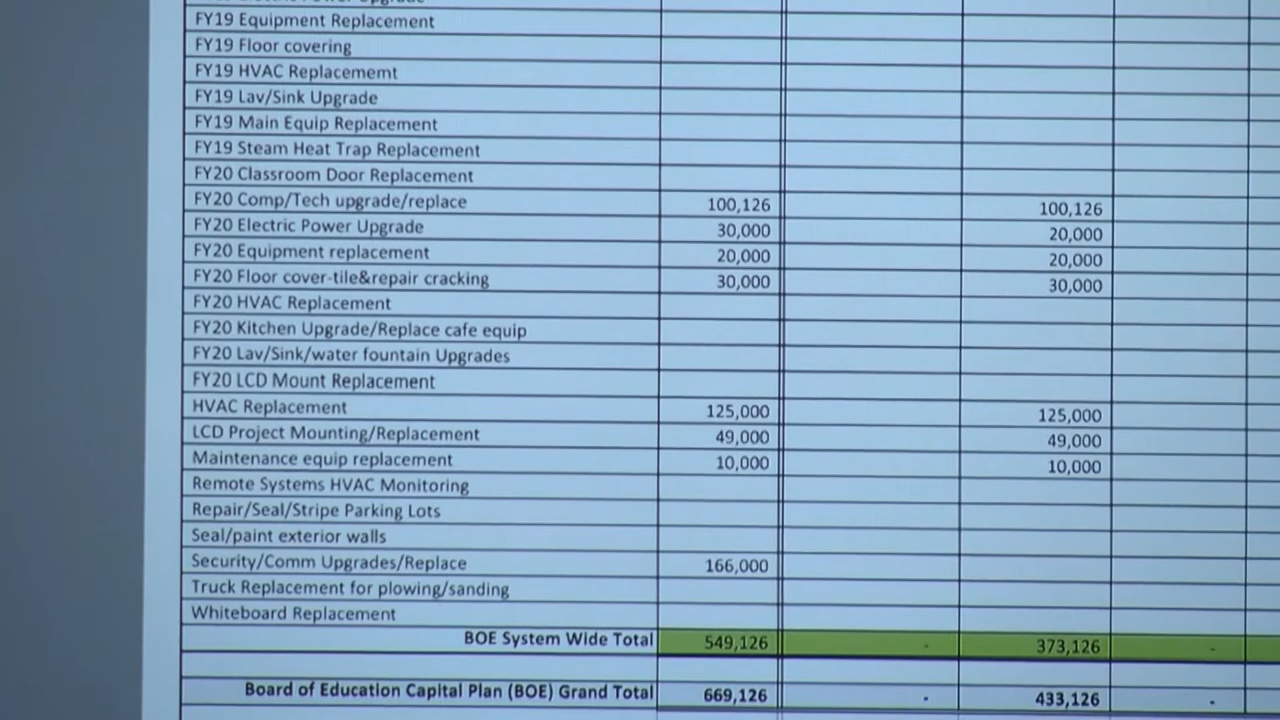 FY19 Equipment Replacement
FY19 Floor covering
FY19 HVAC Replacememt
FY19 Lav/Sink Upgrade
FY19 Main Equip Replacement
FY19 Steam Heat Trap Replacement
FY20 Classroom Door Replacement
FY20 Comp/Tech upgrade/replace 100,126 100,126
FY20 Electric Power Upgrade 30,000 20,000
FY20 Equipment replacement 20,000 20,000
FY20 Floor cover-tile&repair cracking 30,000 30,000
FY20 HVAC Replacement
FY20 Kitchen Upgrade/Replace cafe equip
FY20 Lav/Sink/water fountain Upgrades
FY20 LCD Mount Replacement
HVAC Replacement 125,000 125,000
LCD Project Mounting/Replacement 49,000 49,000
Maintenance equip replacement 10,000 10,000
Remote Systems HVAC Monitoring
Repair/Seal/Stripe Parking Lots
Seal/paint exterior walls
Security/Comm Upgrades/Replace 166,000
Truck Replacement for plowing/sanding
Whiteboard Replacement
BOE System Wide Total 549,126 - 373,126 -
Board of Education Capital Plan (BOE) Grand Total 669,126 - 433,126 -